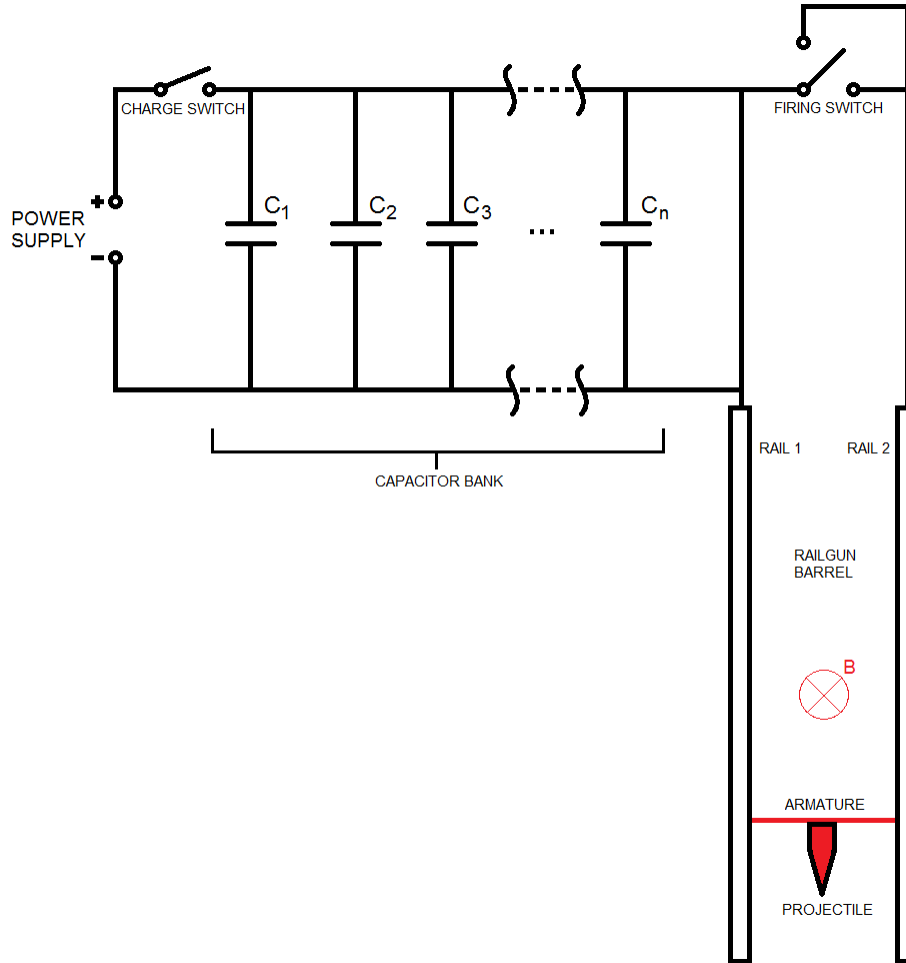 CHARGE SWITCH
FIRING SWITCH
+
POWER
SUPPLY
-
C1
C2
C3
...
Cn
CAPACITOR BANK
RAIL 1
RAIL 2
RAILGUN
BARREL
B
ARMATURE
PROJECTILE